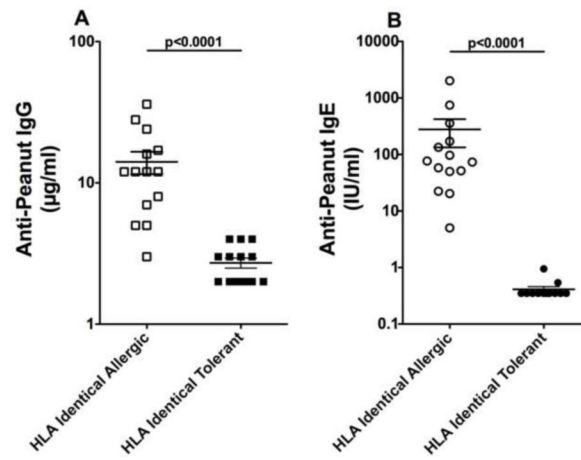 A
p<0.0001
100
10
1
Anti-Peanut IgG
(µg/ml)
HLA Identical Allergic
HLA Identical Tolerant
B
p<0.0001
10000
1000
100
10
1
0.1
Anti-Peanut IgE
(IU/ml)
HLA Identical Allergic
HLA Identical Tolerant